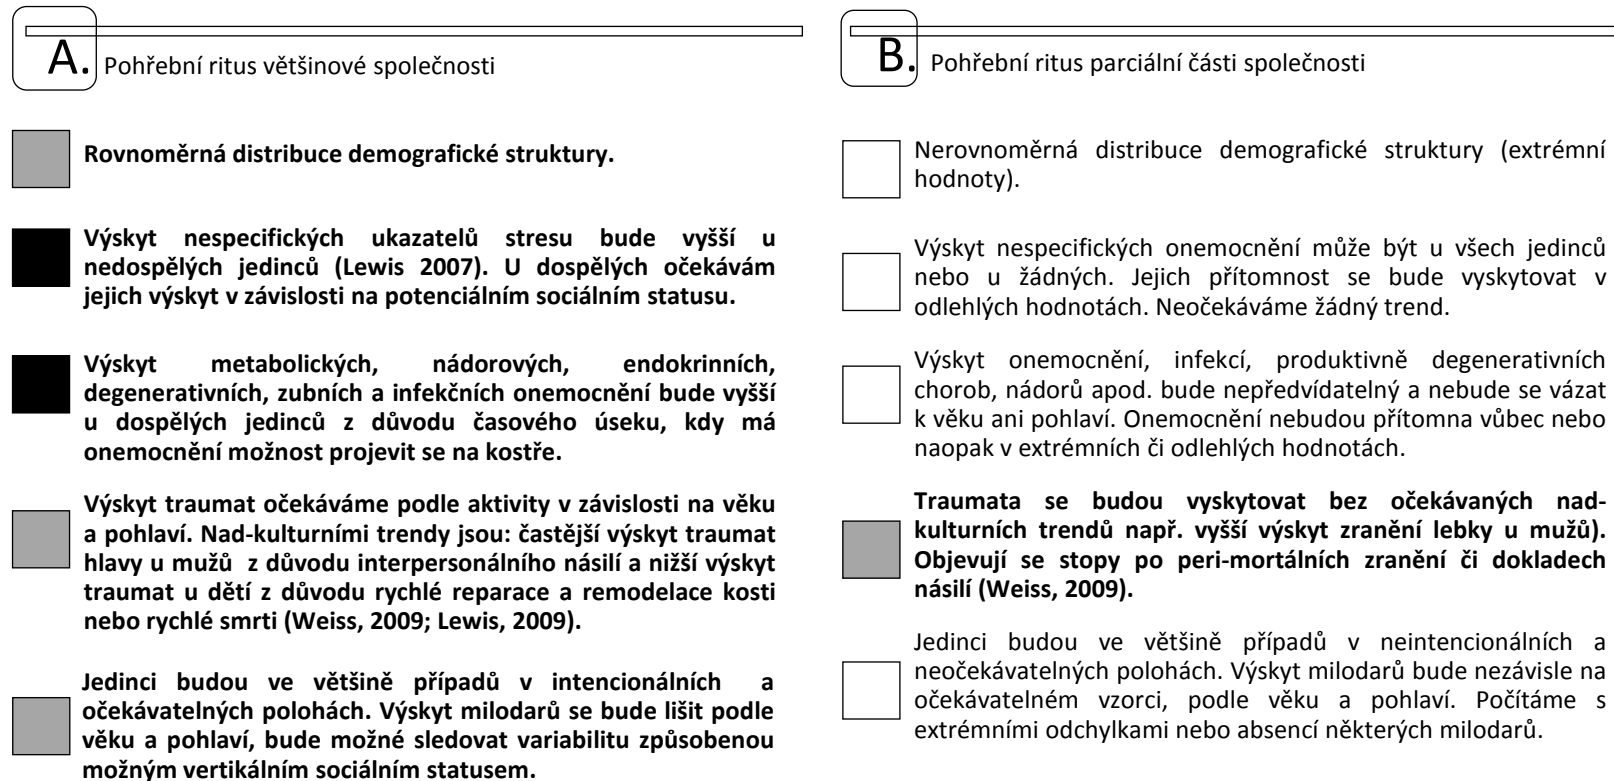 A. Pohřební ritus většinové společnosti
Rovnoměrná distribuce demografické struktury.
Výskyt nespecifických ukazatelů stresu bude vyšší u
nedospělých jedinců (Lewis 2007). U dospělých očekávám
jejich výskyt v závislosti na potenciálním sociálním statusu.
Výskyt metabolických, nádorových, endokrinních,
degenerativních, zubních a infekčních onemocnění bude vyšší
u dospělých jedinců z důvodu časového úseku, kdy má
onemocnění možnost projevit se na kostře.
Výskyt traumat očekáváme podle aktivity v závislosti na věku
a pohlaví. Nad-kulturními trendy jsou: častější výskyt traumat
hlavy u mužů z důvodu interpersonálního násilí a nižší výskyt
traumat u dětí z důvodu rychlé reparace a remodelace kosti
nebo rychlé smrti (Weiss, 2009; Lewis, 2009).
Jedinci budou ve většině případů v intencionálních a
očekávatelných polohách. Výskyt milodarů se bude lišit podle
věku a pohlaví, bude možné sledovat variabilitu způsobenou
možným vertikálním sociálním statusem.
B. Pohřební ritus parciální části společnosti
Nerovnoměrná distribuce demografické struktury (extrémní
hodnoty).
Výskyt nespecifických onemocnění může být u všech jedinců
nebo u žádných. Jejich přítomnost se bude vyskytovat v
odlehlých hodnotách. Neočekáváme žádný trend.
Výskyt onemocnění, infekcí, produktivně degenerativních
chorob, nádorů apod. bude nepředvídatelný a nebude se vázat
k věku ani pohlaví. Onemocnění nebudou přítomna vůbec nebo
naopak v extrémních či odlehlých hodnotách.
Traumata se budou vyskytovat bez očekávaných nad-
kulturních trendů např. vyšší výskyt zranění lebky u mužů).
Objevují se stopy po peri-mortálních zranění či dokladech
násilí (Weiss, 2009).
Jedinci budou ve většině případů v neintencionálních a
neočekávatelných polohách. Výskyt milodarů bude nezávisle na
očekávatelném vzorci, podle věku a pohlaví. Počítáme s
extrémními odchylkami nebo absencí některých milodarů.